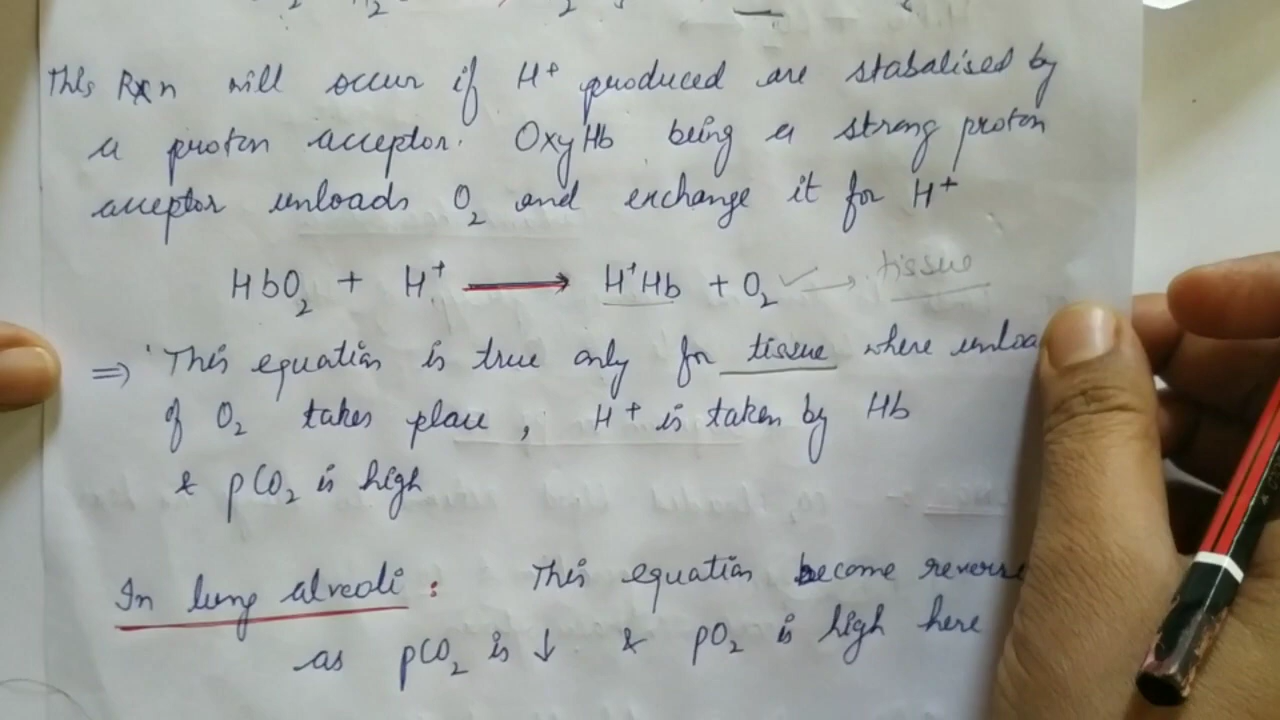 This Rxn will occur if H⁺ produced are stabalised by
a proton acceptor. OxyHb being a strong proton
acceptor unloads O₂ and exchange it for H⁺
HbO₂ + H⁺ ⟶ H⁺Hb + O₂ ✓ → tissue
⇒ This equation is true only for tissue where unloa
of O₂ takes place, H⁺ is taken by Hb
& pCO₂ is high
In lung alveoli : This equation become reverse
as pCO₂ is ↓ & pO₂ is high here